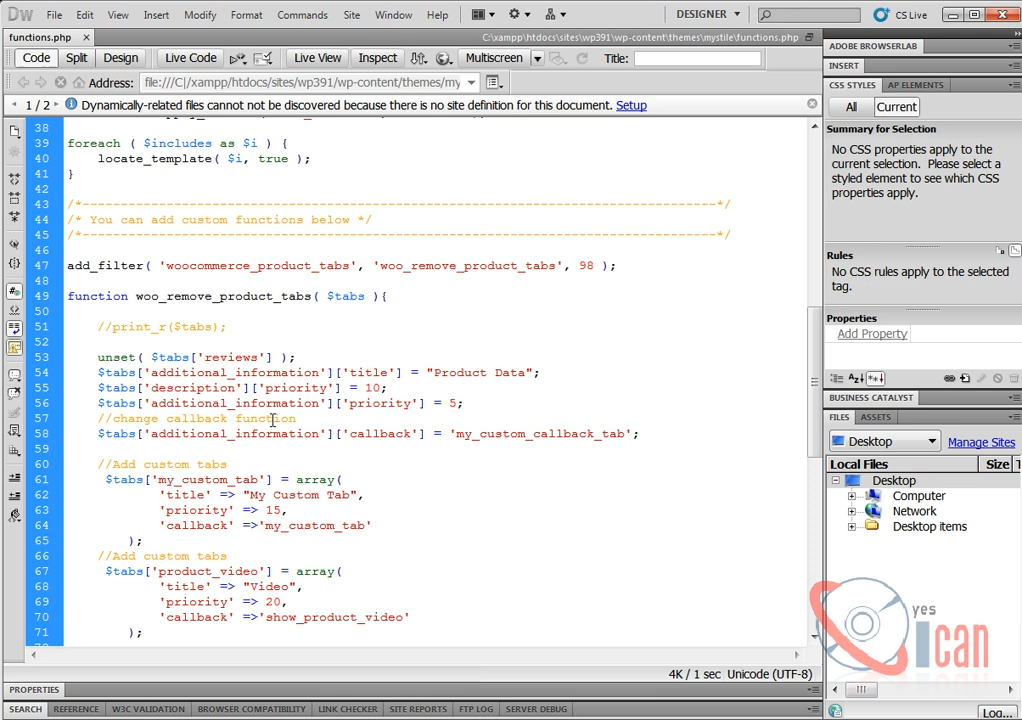 Dw File Edit View Insert Modify Format Commands Site Window Help DESIGNER CS Live
functions.php C:\xampp\htdocs\sites\wp391\wp-content\themes\mystile\functions.php
Code Split Design Live Code Live View Inspect Multiscreen Title:
Address: file:///C|/xampp/htdocs/sites/wp391/wp-content/themes/my
1 / 2 Dynamically-related files cannot not be discovered because there is no site definition for this document. Setup
38
39 foreach ( $includes as $i ) {
40 locate_template( $i, true );
41 }
42
43 /*-----------------------------------------------------------------------------------*/
44 /* You can add custom functions below */
45 /*-----------------------------------------------------------------------------------*/
46
47 add_filter( 'woocommerce_product_tabs', 'woo_remove_product_tabs', 98 );
48
49 function woo_remove_product_tabs( $tabs ){
50
51 //print_r($tabs);
52
53 unset( $tabs['reviews'] );
54 $tabs['additional_information']['title'] = "Product Data";
55 $tabs['description']['priority'] = 10;
56 $tabs['additional_information']['priority'] = 5;
57 //change callback function
58 $tabs['additional_information']['callback'] = 'my_custom_callback_tab';
59
60 //Add custom tabs
61 $tabs['my_custom_tab'] = array(
62 'title' => "My Custom Tab",
63 'priority' => 15,
64 'callback' =>'my_custom_tab'
65 );
66 //Add custom tabs
67 $tabs['product_video'] = array(
68 'title' => "Video",
69 'priority' => 20,
70 'callback' =>'show_product_video'
71 );
4K / 1 sec Unicode (UTF-8)
PROPERTIES
SEARCH REFERENCE W3C VALIDATION BROWSER COMPATIBILITY LINK CHECKER SITE REPORTS FTP LOG SERVER DEBUG
ADOBE BROWSERLAB
INSERT
CSS STYLES AP ELEMENTS
All Current
Summary for Selection
No CSS properties apply to the
current selection. Please select a
styled element to see which CSS
properties apply.
Rules
No CSS rules apply to the selected
tag.
Properties
Add Property
BUSINESS CATALYST
FILES ASSETS
Desktop Manage Sites
Local Files Size T
Desktop
Computer
Network
Desktop items
yes
ican
Log...